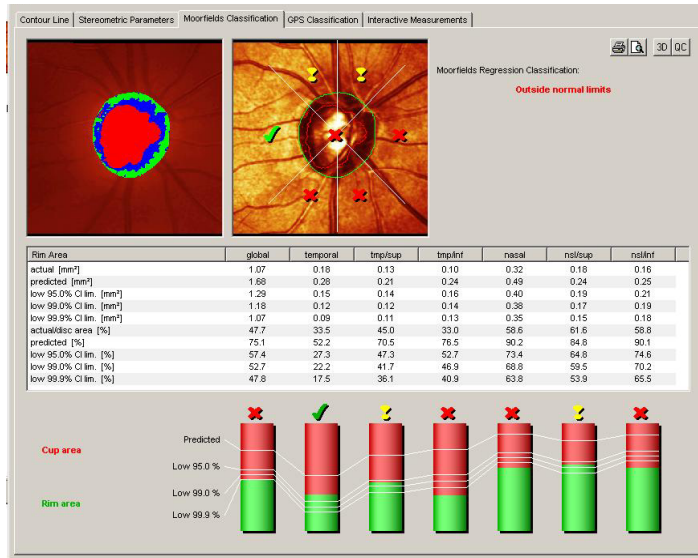 Contour Line Stereometric Parameters Moorfields Classification GPS Classification Interactive Measurements
3D QC
Moorfields Regression Classification:
Outside normal limits
Rim Area global temporal tmp/sup tmp/inf nasal nsl/sup nsl/inf
actual [mm²] 1.07 0.18 0.13 0.10 0.32 0.18 0.16
predicted [mm²] 1.68 0.28 0.21 0.24 0.49 0.24 0.25
low 95.0% CI lim. [mm²] 1.29 0.15 0.14 0.16 0.40 0.19 0.21
low 99.0% CI lim. [mm²] 1.18 0.12 0.12 0.14 0.38 0.17 0.19
low 99.9% CI lim. [mm²] 1.07 0.09 0.11 0.13 0.35 0.15 0.18
actual/disc area [%] 47.7 33.5 45.0 33.0 58.6 61.6 58.8
predicted [%] 75.1 52.2 70.5 76.5 90.2 84.8 90.1
low 95.0% CI lim. [%] 57.4 27.3 47.3 52.7 73.4 64.8 74.6
low 99.0% CI lim. [%] 52.7 22.2 41.7 46.9 68.8 59.5 70.2
low 99.9% CI lim. [%] 47.8 17.5 36.1 40.9 63.8 53.9 65.5
Predicted
Cup area
Low 95.0 %
Low 99.0 %
Rim area
Low 99.9 %